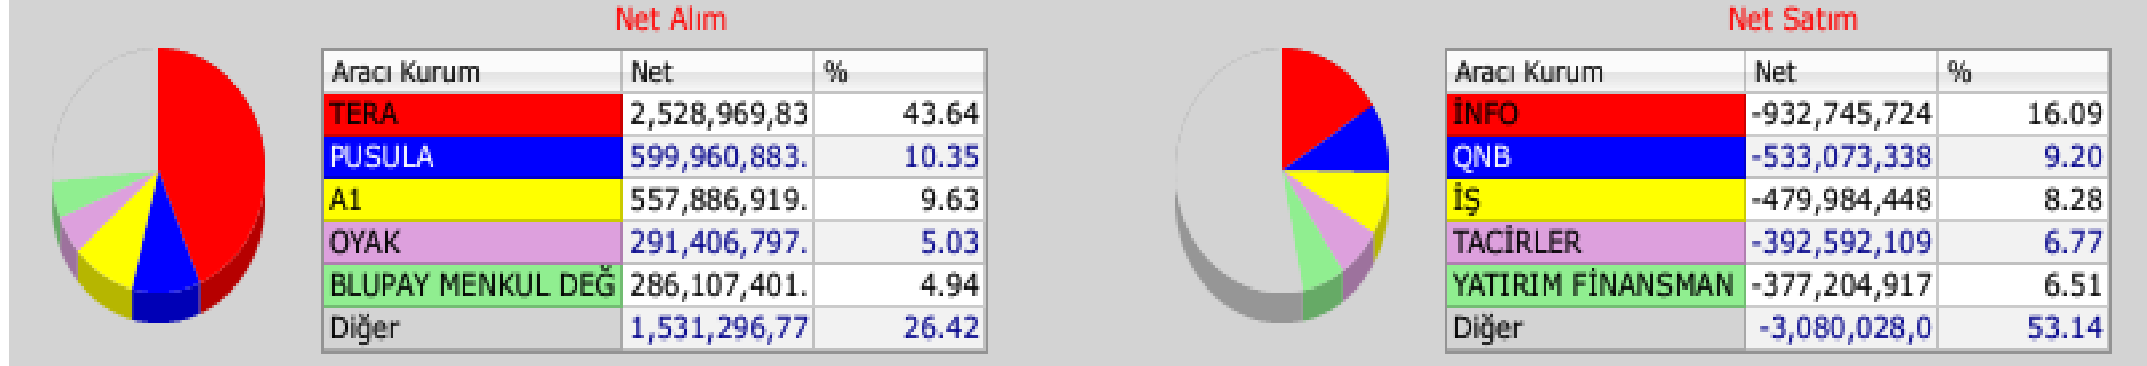 Net Alım
Aracı Kurum Net %
TERA 2,528,969,83 43.64
PUSULA 599,960,883. 10.35
A1 557,886,919. 9.63
OYAK 291,406,797. 5.03
BLUPAY MENKUL DEĞ 286,107,401. 4.94
Diğer 1,531,296,77 26.42
Net Satım
Aracı Kurum Net %
İNFO -932,745,724 16.09
QNB -533,073,338 9.20
İŞ -479,984,448 8.28
TACİRLER -392,592,109 6.77
YATIRIM FİNANSMAN -377,204,917 6.51
Diğer -3,080,028,0 53.14